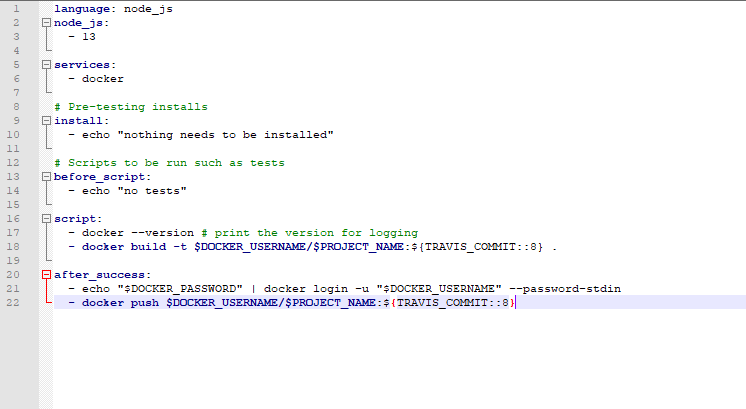 1 language: node_js
2 node_js:
3 - 13
4
5 services:
6 - docker
7
8 # Pre-testing installs
9 install:
10 - echo "nothing needs to be installed"
11
12 # Scripts to be run such as tests
13 before_script:
14 - echo "no tests"
15
16 script:
17 - docker --version # print the version for logging
18 - docker build -t $DOCKER_USERNAME/$PROJECT_NAME:${TRAVIS_COMMIT::8} .
19
20 after_success:
21 - echo "$DOCKER_PASSWORD" | docker login -u "$DOCKER_USERNAME" --password-stdin
22 - docker push $DOCKER_USERNAME/$PROJECT_NAME:${TRAVIS_COMMIT::8}